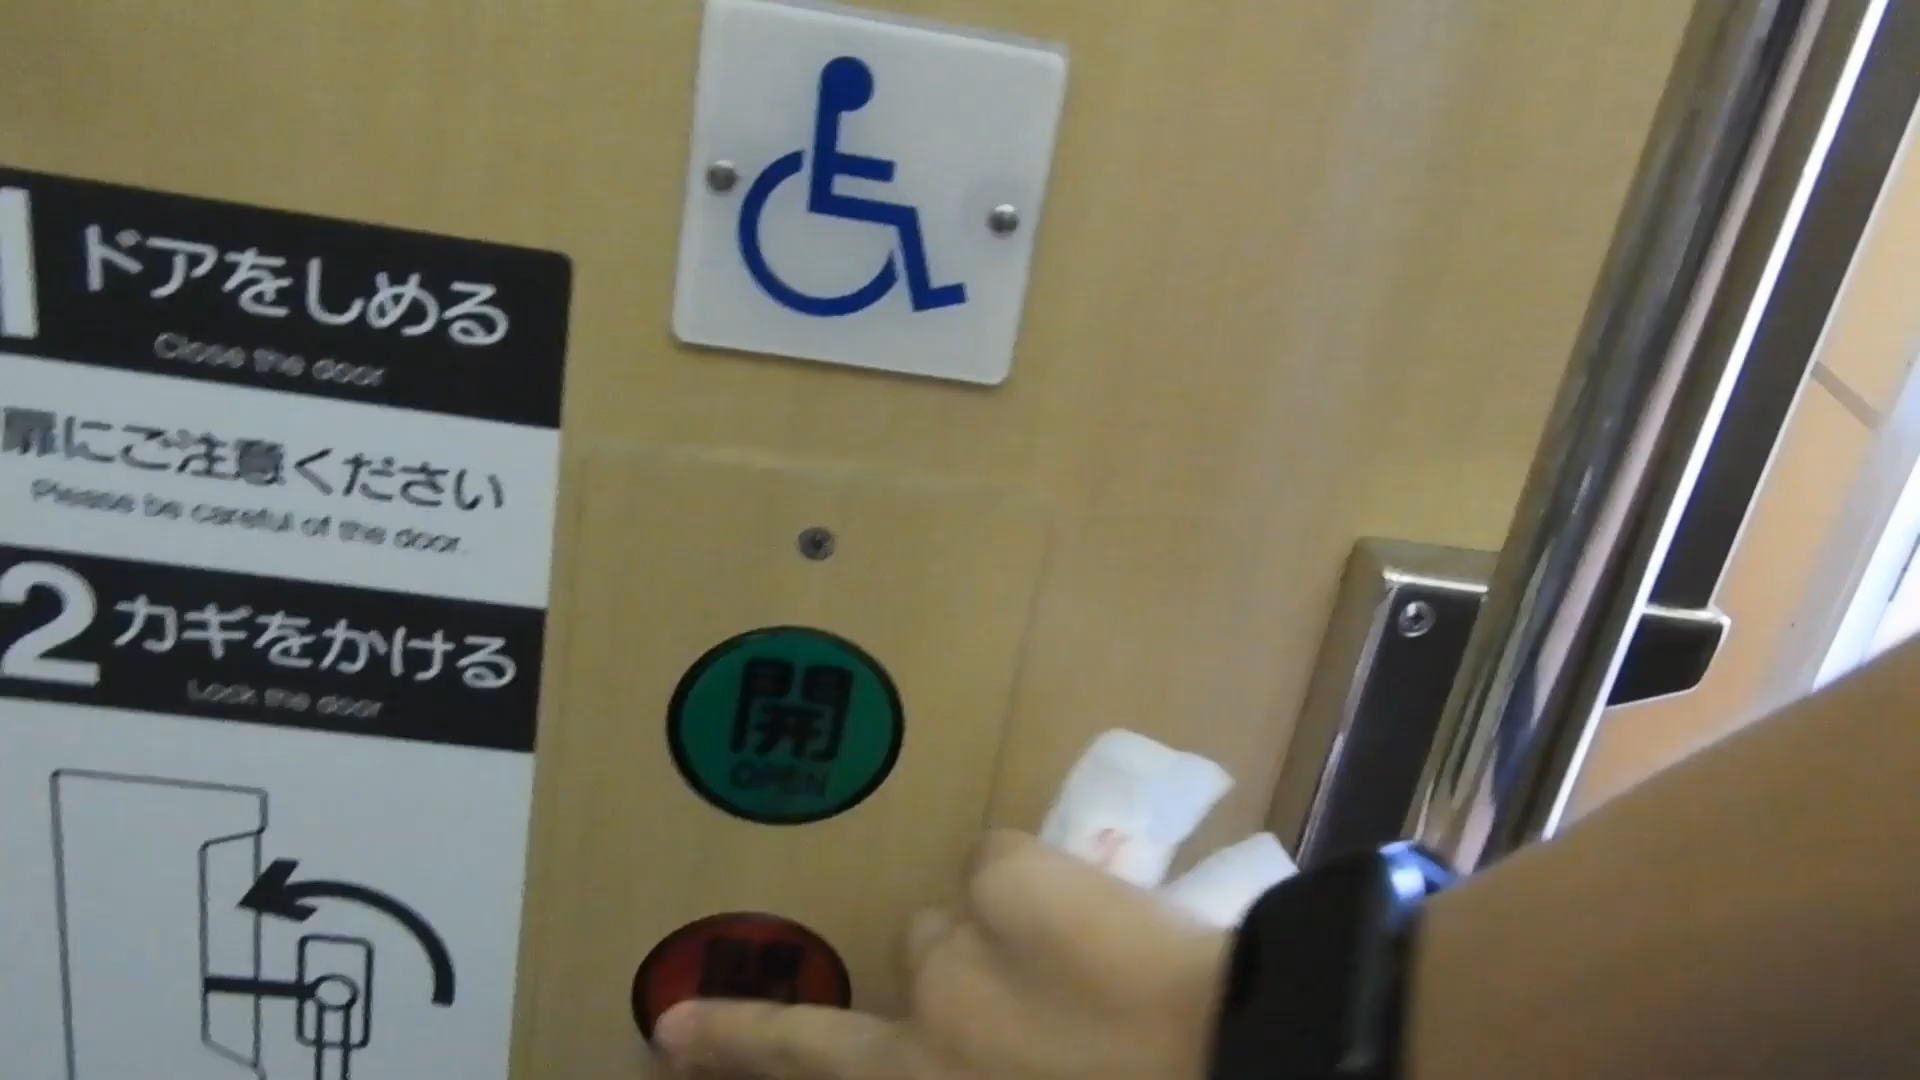 1 ドアをしめる
Close the door
扉にご注意ください
Please be careful of the door.
2 カギをかける
Lock the door
開
OPEN